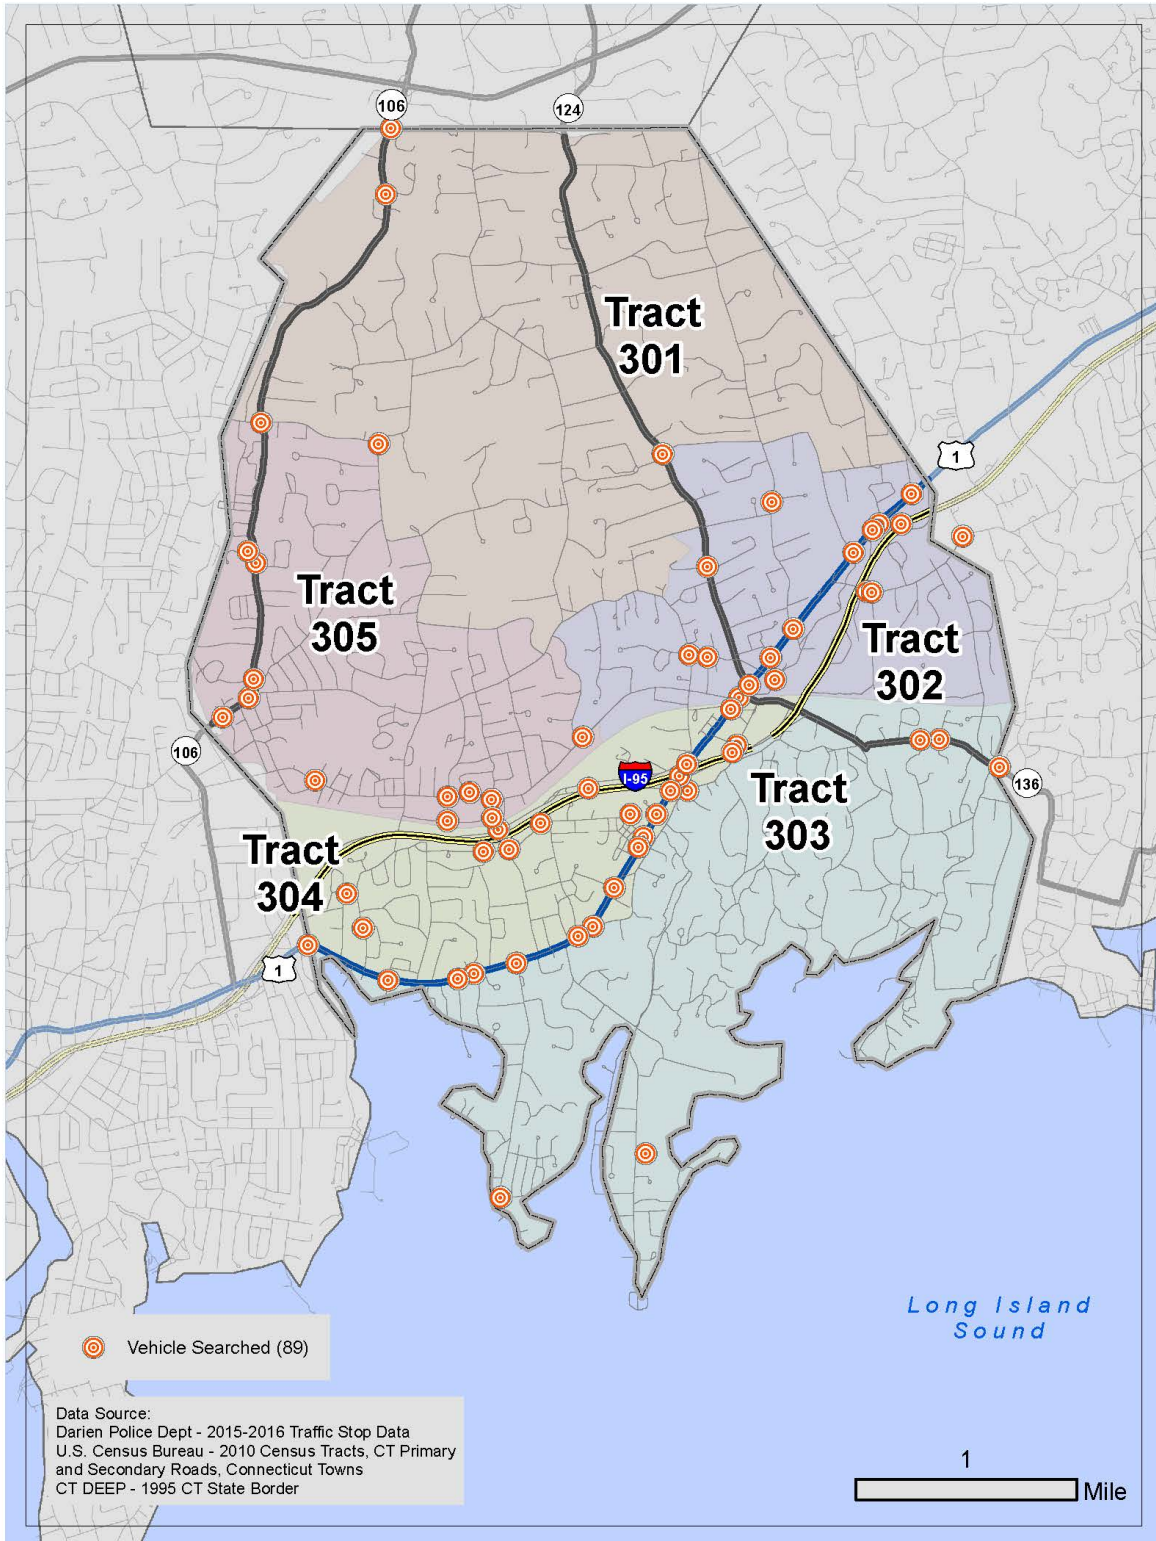 106
124
Tract
301
1
Tract
305
Tract
302
106
I-95
136
Tract
303
Tract
304
1
Long Island
Sound
Vehicle Searched (89)
Data Source:
Darien Police Dept - 2015-2016 Traffic Stop Data
U.S. Census Bureau - 2010 Census Tracts, CT Primary
and Secondary Roads, Connecticut Towns
CT DEEP - 1995 CT State Border
1
Mile